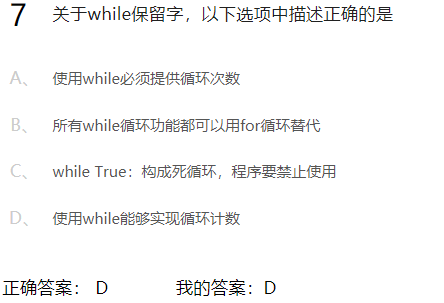 7 关于while保留字，以下选项中描述正确的是
A、 使用while必须提供循环次数
B、 所有while循环功能都可以用for循环替代
C、 while True：构成死循环，程序要禁止使用
D、 使用while能够实现循环计数
正确答案： D 我的答案：D